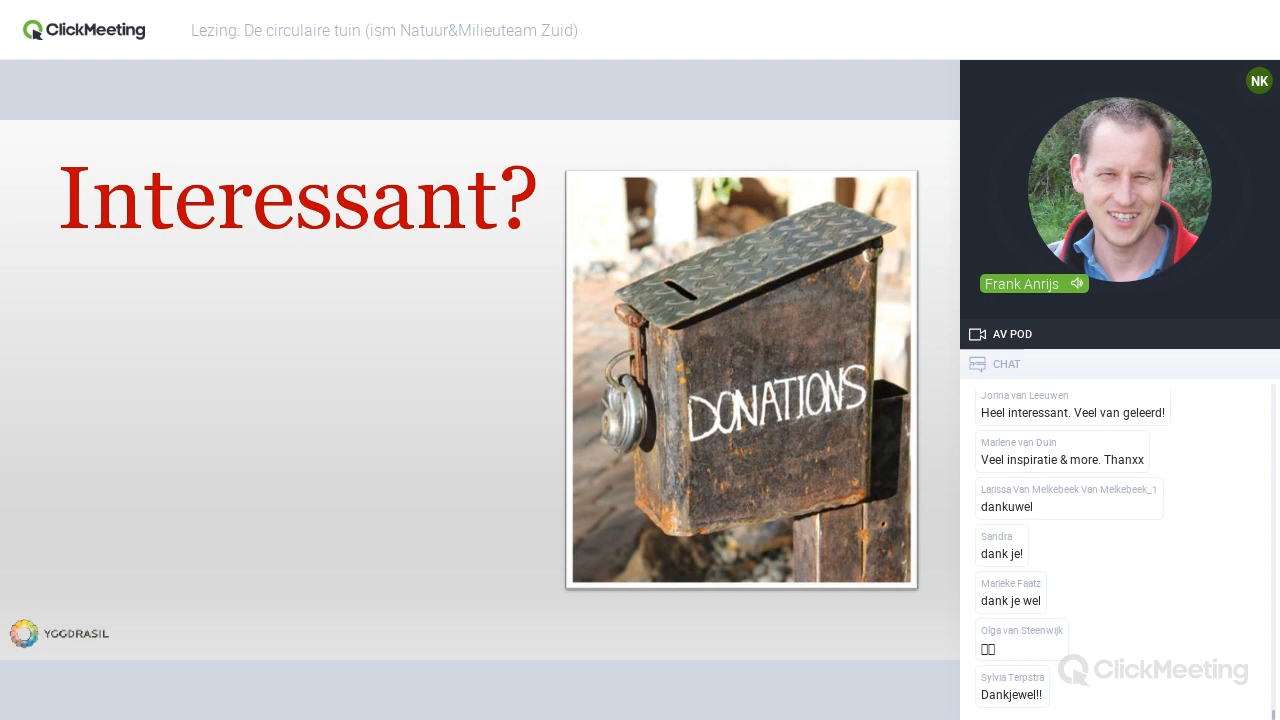 ClickMeeting
Lezing: De circulaire tuin (ism Natuur&Milieuteam Zuid)
Interessant?
DONATIONS
YGGDRASIL
NK
Frank Anrijs
AV POD
CHAT
Jorina van Leeuwen
Heel interessant. Veel van geleerd!
Marlene van Duin
Veel inspiratie & more. Thanxx
Larissa Van Melkebeek Van Melkebeek_1
dankuwel
Sandra
dank je!
Marieke Faatz
dank je wel
Olga van Steenwijk
Sylvia Terpstra
Dankjewel!!
ClickMeeting